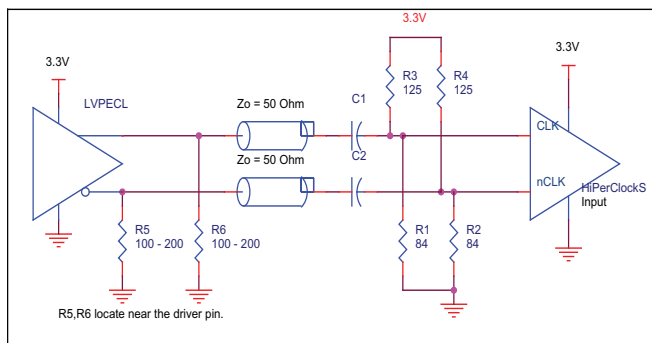 3.3V
3.3V
3.3V
LVPECL
R3
125
R4
125
Zo = 50 Ohm
C1
CLK
Zo = 50 Ohm
C2
nCLK
HiPerClockS
Input
R5
100 - 200
R6
100 - 200
R1
84
R2
84
R5,R6 locate near the driver pin.